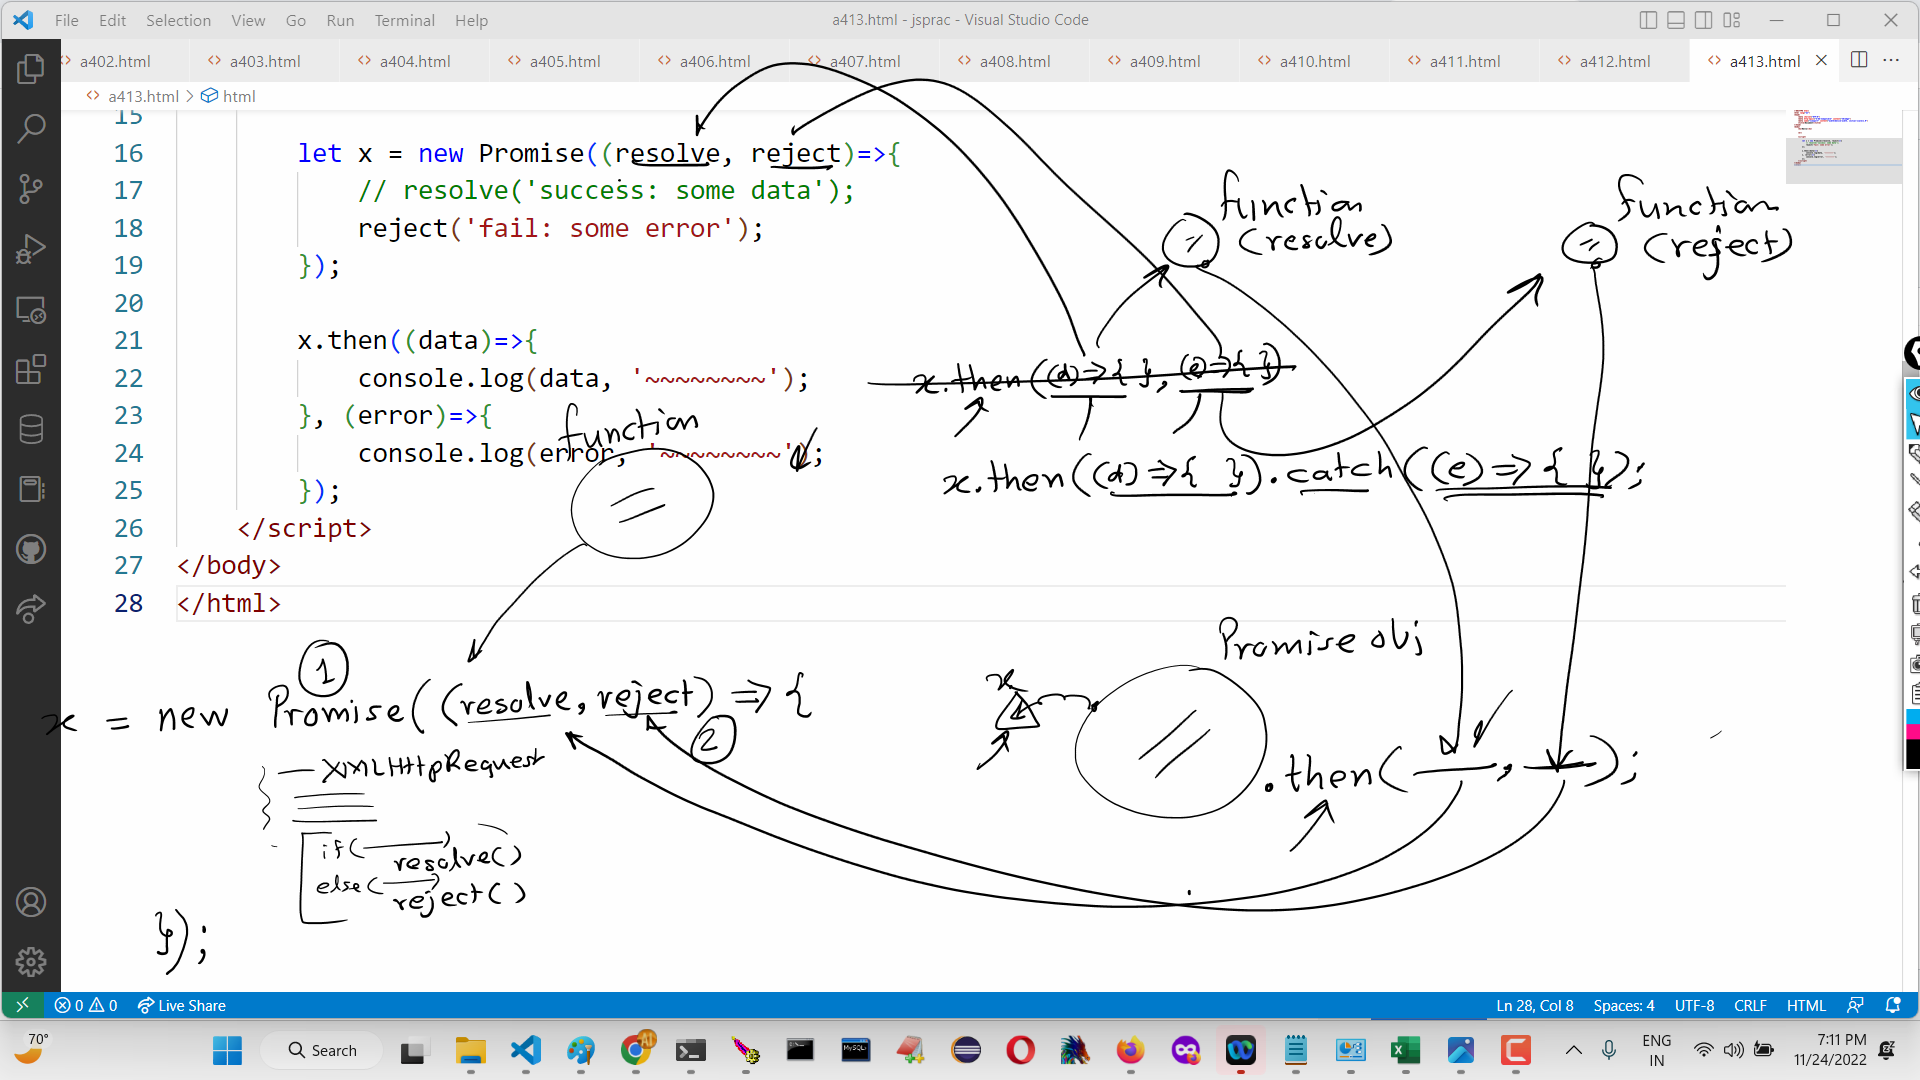 File Edit Selection View Go Run Terminal Help
a413.html - jsprac - Visual Studio Code
a402.html a403.html a404.html a405.html a406.html a407.html a408.html a409.html a410.html a411.html a412.html a413.html
a413.html > html
15
16 let x = new Promise((resolve, reject)=>{
17 // resolve('success: some data');
18 reject('fail: some error');
19 });
20
21 x.then((data)=>{
22 console.log(data, '~~~~~~~~');
23 }, (error)=>{
24 console.log(error, '~~~~~~~~');
25 });
26 </script>
27 </body>
28 </html>
function
(resolve)
function
(reject)
x.then((d)=>{ }, (e)=>{ })
x.then((d)=>{ }).catch((e)=>{ });
function
Promise obj
x
.then( , );
1
x = new Promise((resolve, reject) => {
2
XMLHttpRequest
if( )
resolve()
else( )
reject()
});
0 0 Live Share
Ln 28, Col 8 Spaces: 4 UTF-8 CRLF HTML
70°
Search
AI
MySQL
ENG
IN
7:11 PM
11/24/2022